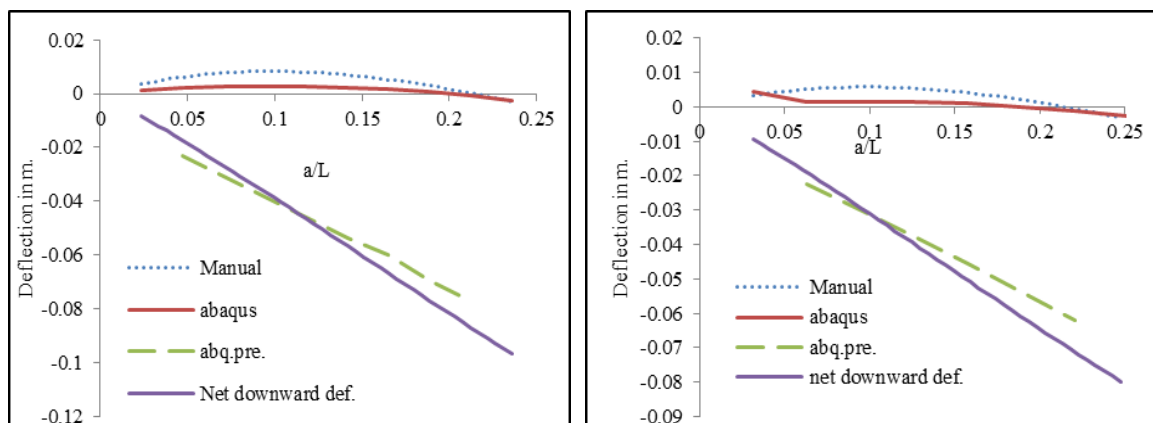 0.02
0
-0.02
-0.04
-0.06
-0.08
-0.1
-0.12
0
0.05
0.1
0.15
0.2
0.25
a/L
Deflection in m.
Manual
abaqus
abq.pre.
Net downward def.
0.02
0.01
0
-0.01
-0.02
-0.03
-0.04
-0.05
-0.06
-0.07
-0.08
-0.09
0
0.05
0.1
0.15
0.2
0.25
a/L
Deflection in m.
Manual
abaqus
abq.pre.
net downward def.